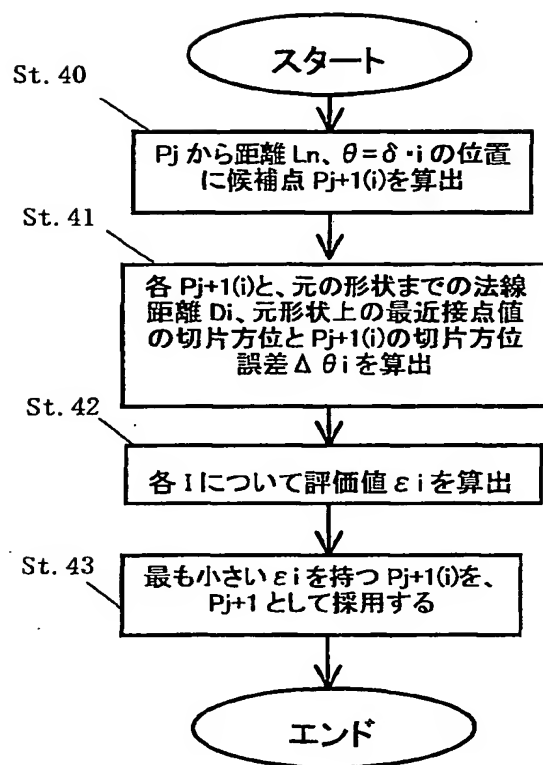 スタート
St. 40
Pj から距離 Ln、θ=δ・i の位置
に候補点 Pj+1(i)を算出
St. 41
各 Pj+1(i)と、元の形状までの法線
距離 Di、元形状上の最近接点値
の切片方位と Pj+1(i)の切片方位
誤差 Δ θi を算出
St. 42
各 I について評価値 εi を算出
St. 43
最も小さい εi を持つ Pj+1(i)を、
Pj+1 として採用する
エンド